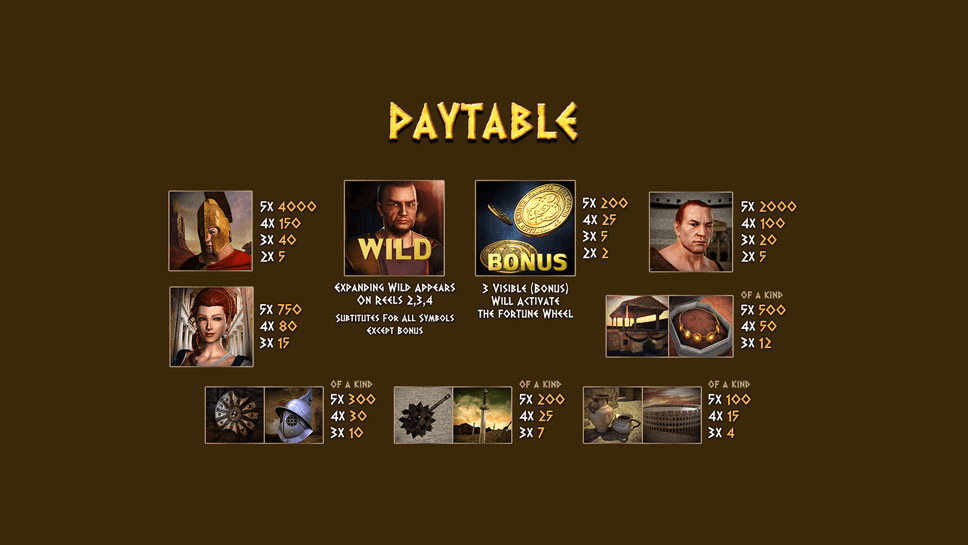 PAYTABLE
5X 4000
4X 150
3X 40
2X 5
WILD
EXPANDING WILD APPEARS
ON REELS 2,3,4
SUBTITUTES FOR ALL SYMBOLS
EXCEPT BONUS
BONUS
3 VISIBLE (BONUS)
WILL ACTIVATE
THE FORTUNE WHEEL
5X 200
4X 25
3X 5
2X 2
5X 2000
4X 100
3X 20
2X 5
5X 750
4X 80
3X 15
OF A KIND
5X 500
4X 50
3X 12
OF A KIND
5X 300
4X 30
3X 10
OF A KIND
5X 200
4X 25
3X 7
OF A KIND
5X 100
4X 15
3X 4